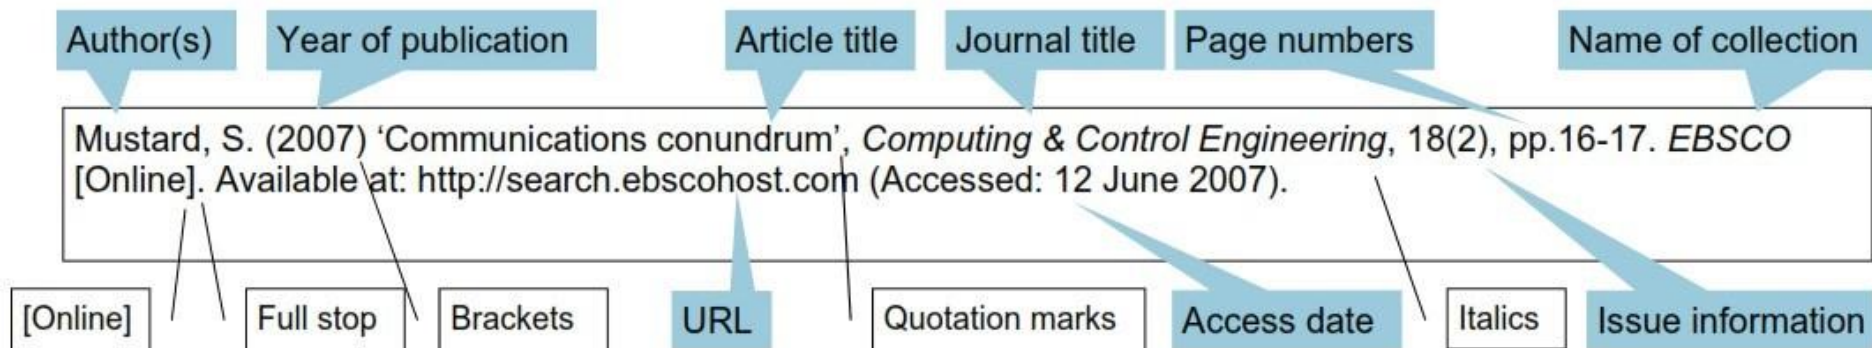 Author(s) Year of publication Article title Journal title Page numbers Name of collection
Mustard, S. (2007) ‘Communications conundrum’, Computing & Control Engineering, 18(2), pp.16-17. EBSCO
[Online]. Available at: http://search.ebscohost.com (Accessed: 12 June 2007).
[Online] Full stop Brackets URL Quotation marks Access date Italics Issue information